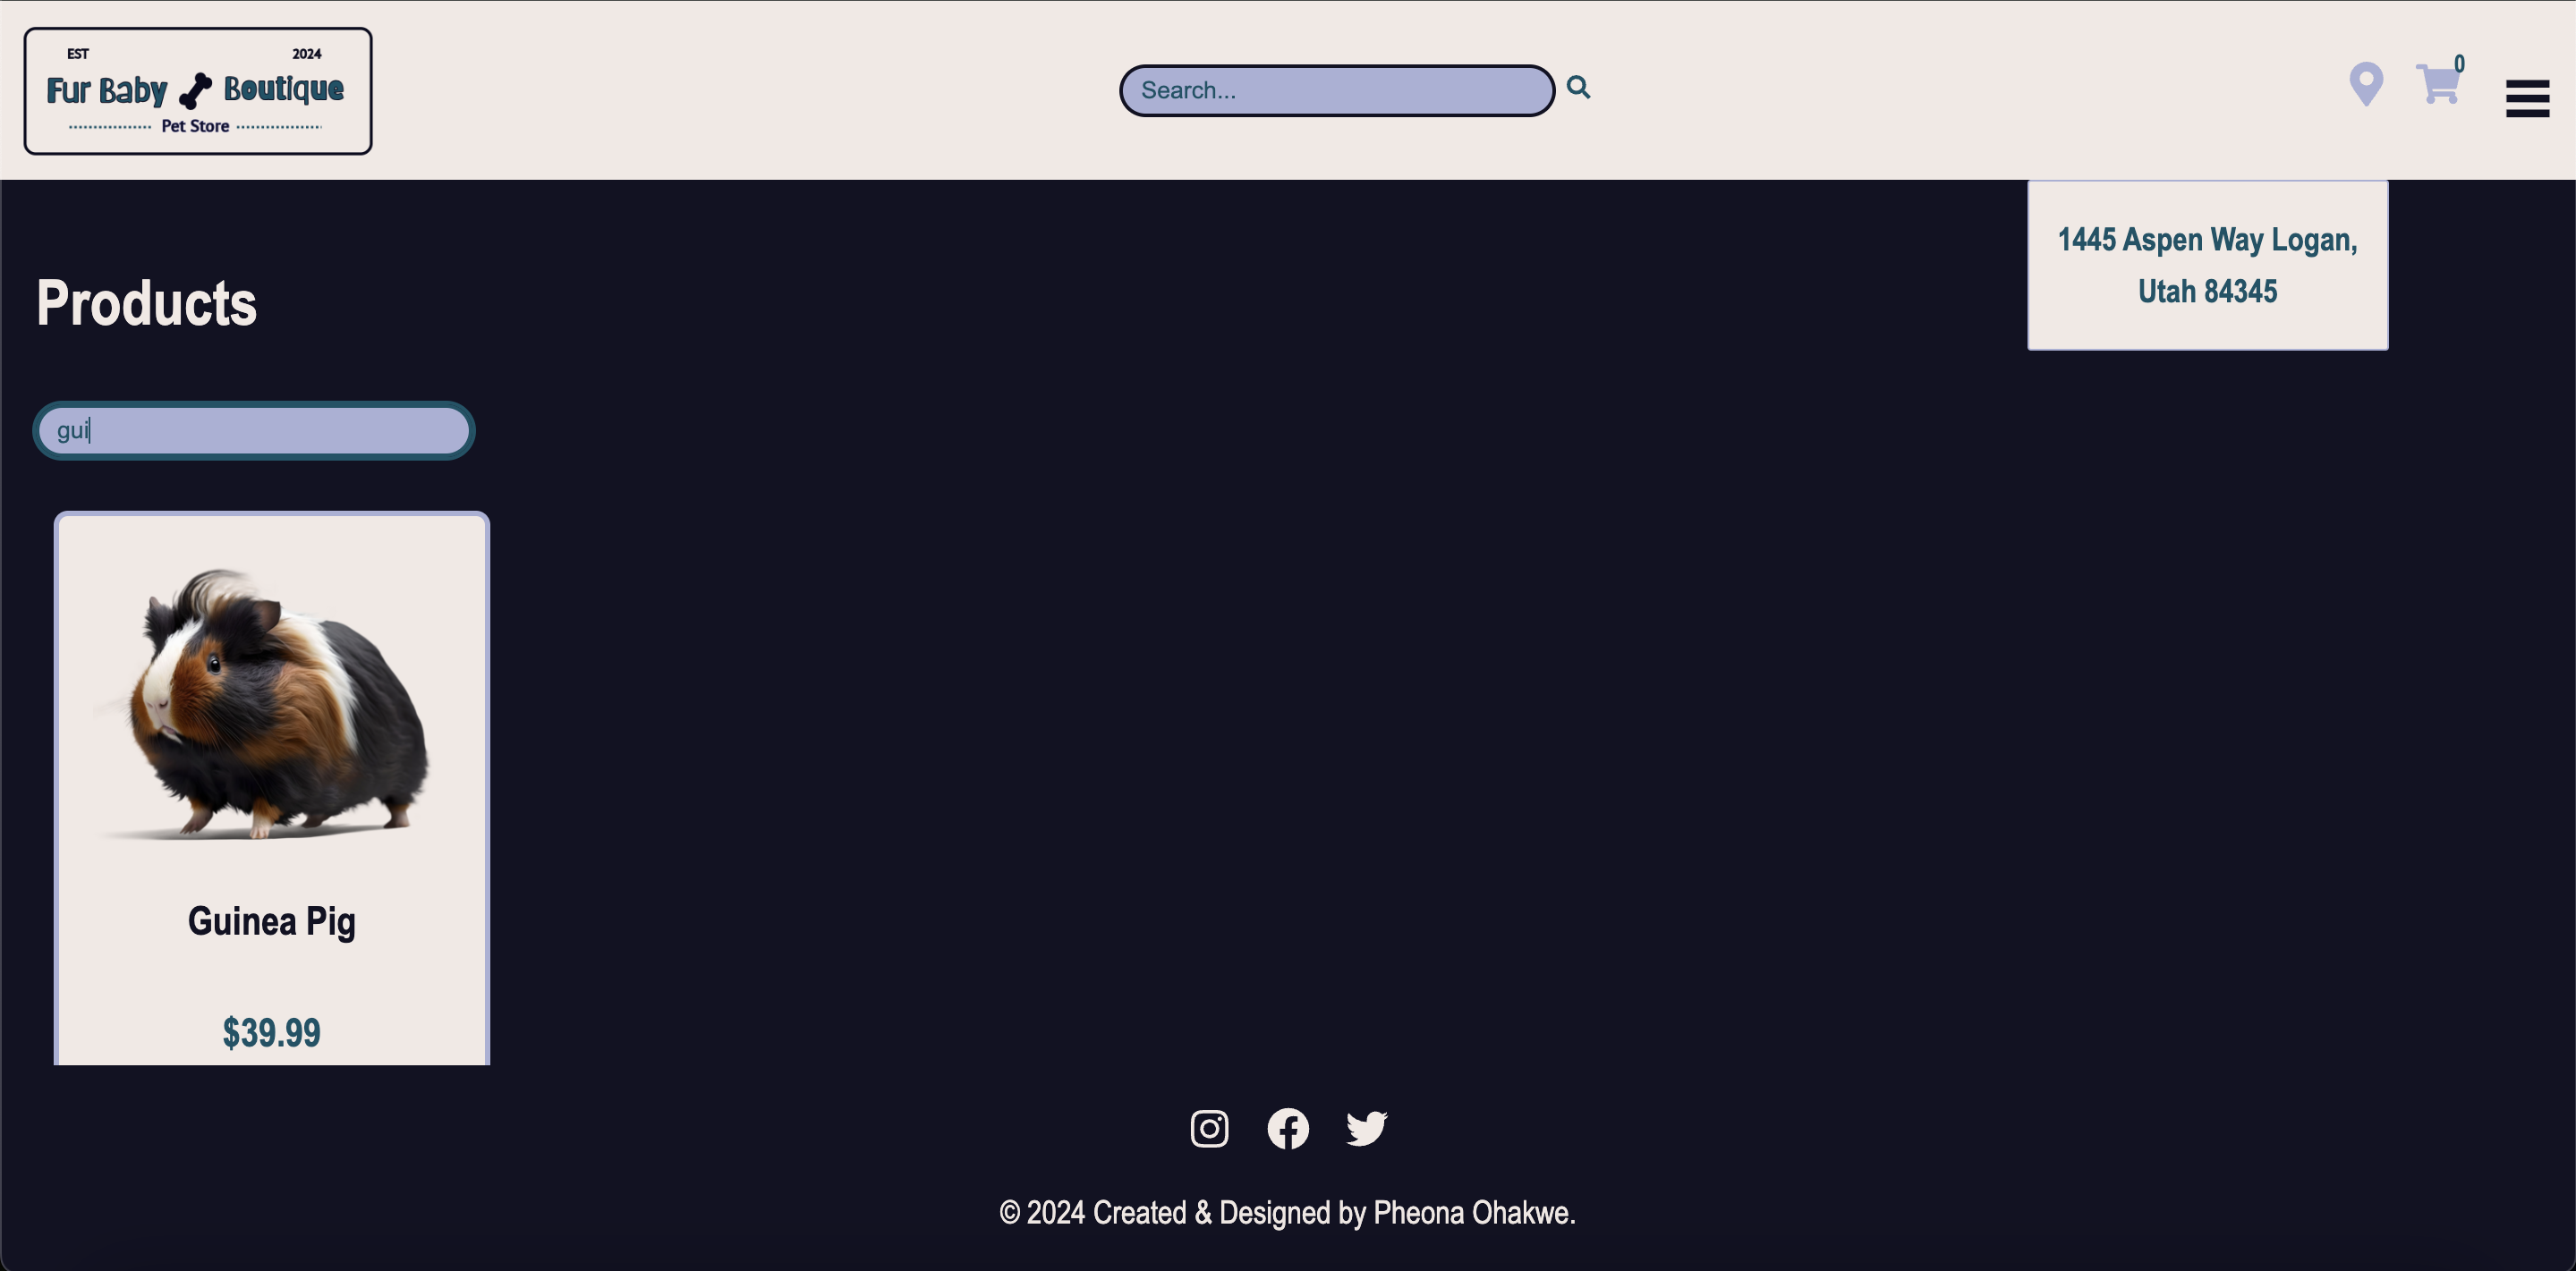 EST 2024
Fur Baby Boutique
Pet Store
Search...
0
1445 Aspen Way Logan,
Utah 84345
Products
gui
Guinea Pig
$39.99
© 2024 Created & Designed by Pheona Ohakwe.